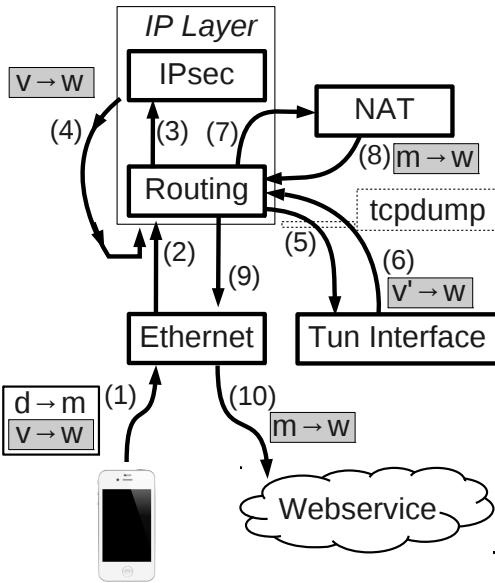 IP Layer
IPsec
v → w
(4)
(3)
(7)
NAT
(8)
m → w
Routing
tcpdump
(2)
(5)
(6)
(9)
v' → w
Ethernet
Tun Interface
d → m
v → w
(1)
(10)
m → w
Webservice